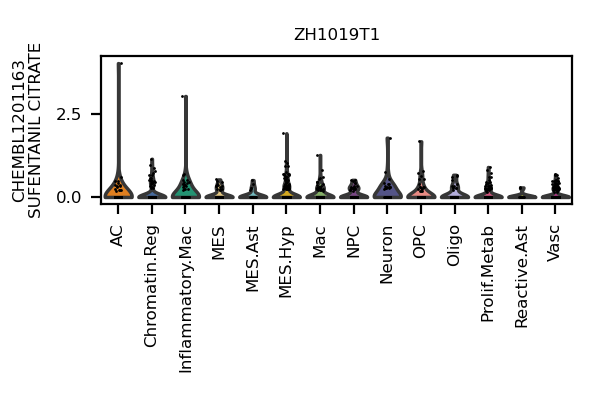 ZH1019T1
CHEMBL1201163
SUFENTANIL CITRATE
2.5
0.0
AC
Chromatin.Reg
Inflammatory.Mac
MES
MES.Ast
MES.Hyp
Mac
NPC
Neuron
OPC
Oligo
Prolif.Metab
Reactive.Ast
Vasc